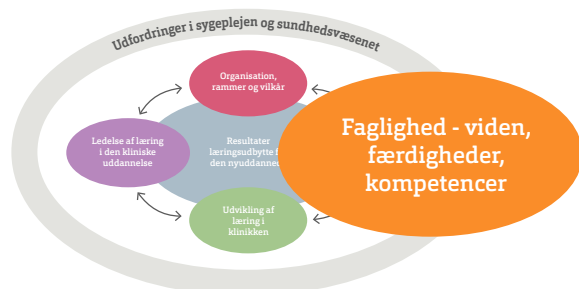 Udfordringer i sygeplejen og sundhedsvæsenet
Organisation,
rammer og vilkår
Ledelse af læring
i den kliniske
uddannelse
Resultater
læringsudbytte
den nyuddanne
Udvikling af
læring i
klinikken
Faglighed - viden,
færdigheder,
kompetencer